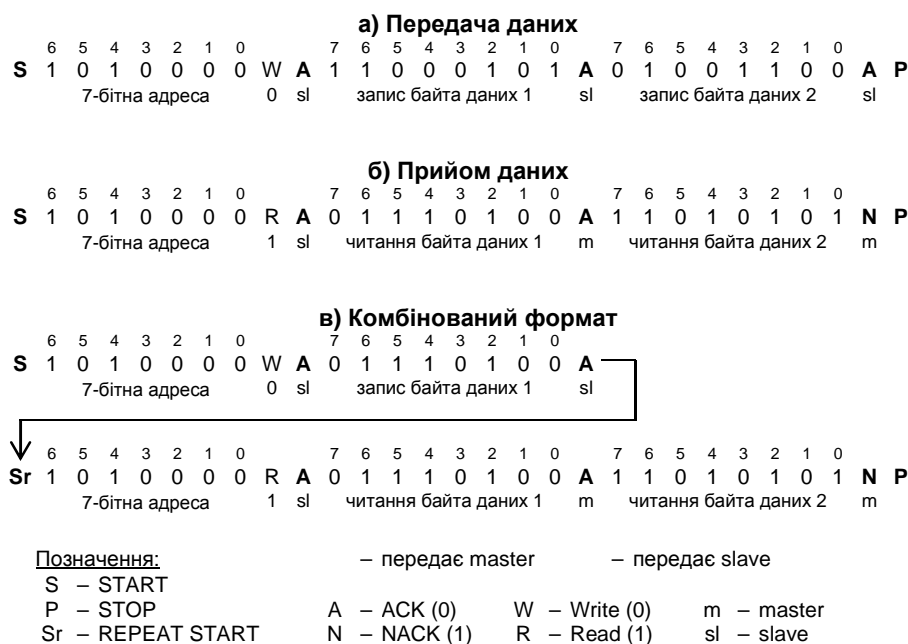 а) Передача даних
6 5 4 3 2 1 0 7 6 5 4 3 2 1 0 7 6 5 4 3 2 1 0
S 1 0 1 0 0 0 0 W A 1 1 0 0 0 1 0 1 A 0 1 0 0 1 1 0 0 A P
7-бітна адреса 0 sl запис байта даних 1 sl запис байта даних 2 sl
б) Прийом даних
6 5 4 3 2 1 0 7 6 5 4 3 2 1 0 7 6 5 4 3 2 1 0
S 1 0 1 0 0 0 0 R A 0 1 1 1 0 1 0 0 A 1 1 0 1 0 1 0 1 N P
7-бітна адреса 1 sl читання байта даних 1 m читання байта даних 2 m
в) Комбінований формат
6 5 4 3 2 1 0 7 6 5 4 3 2 1 0
S 1 0 1 0 0 0 0 W A 0 1 1 1 0 1 0 0 A
7-бітна адреса 0 sl запис байта даних 1 sl
6 5 4 3 2 1 0 7 6 5 4 3 2 1 0 7 6 5 4 3 2 1 0
Sr 1 0 1 0 0 0 0 R A 0 1 1 1 0 1 0 0 A 1 1 0 1 0 1 0 1 N P
7-бітна адреса 1 sl читання байта даних 1 m читання байта даних 2 m
Позначення: – передає master – передає slave
S – START
P – STOP A – ACK (0) W – Write (0) m – master
Sr – REPEAT START N – NACK (1) R – Read (1) sl – slave